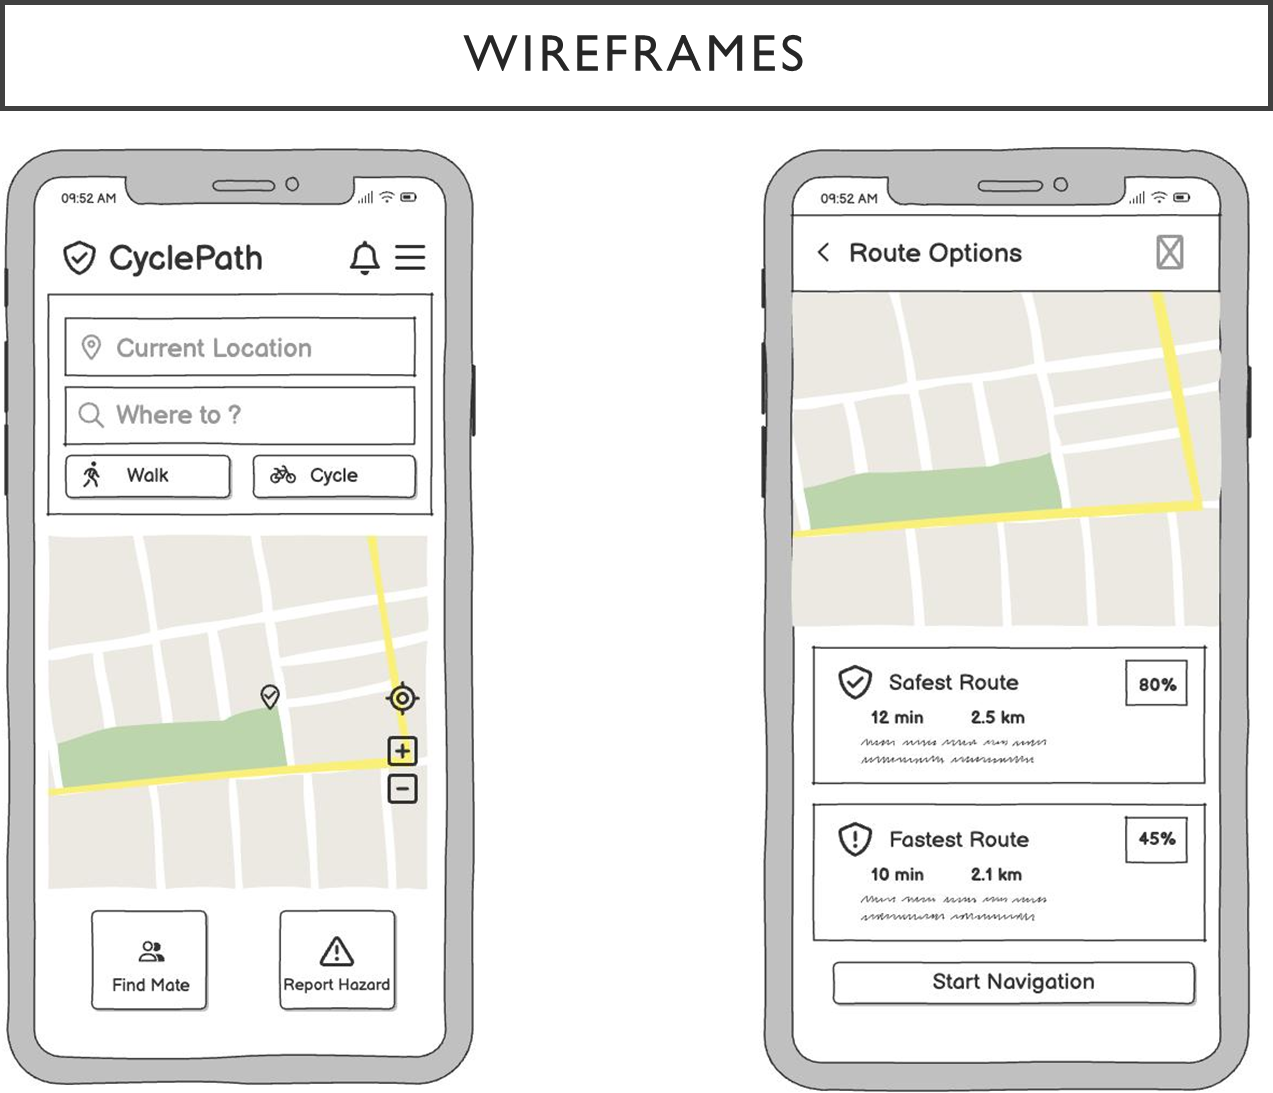 WIREFRAMES
09:52 AM
CyclePath
Current Location
Where to ?
Walk
Cycle
Find Mate
Report Hazard
09:52 AM
Route Options
Safest Route
80%
12 min
2.5 km
Fastest Route
45%
10 min
2.1 km
Start Navigation